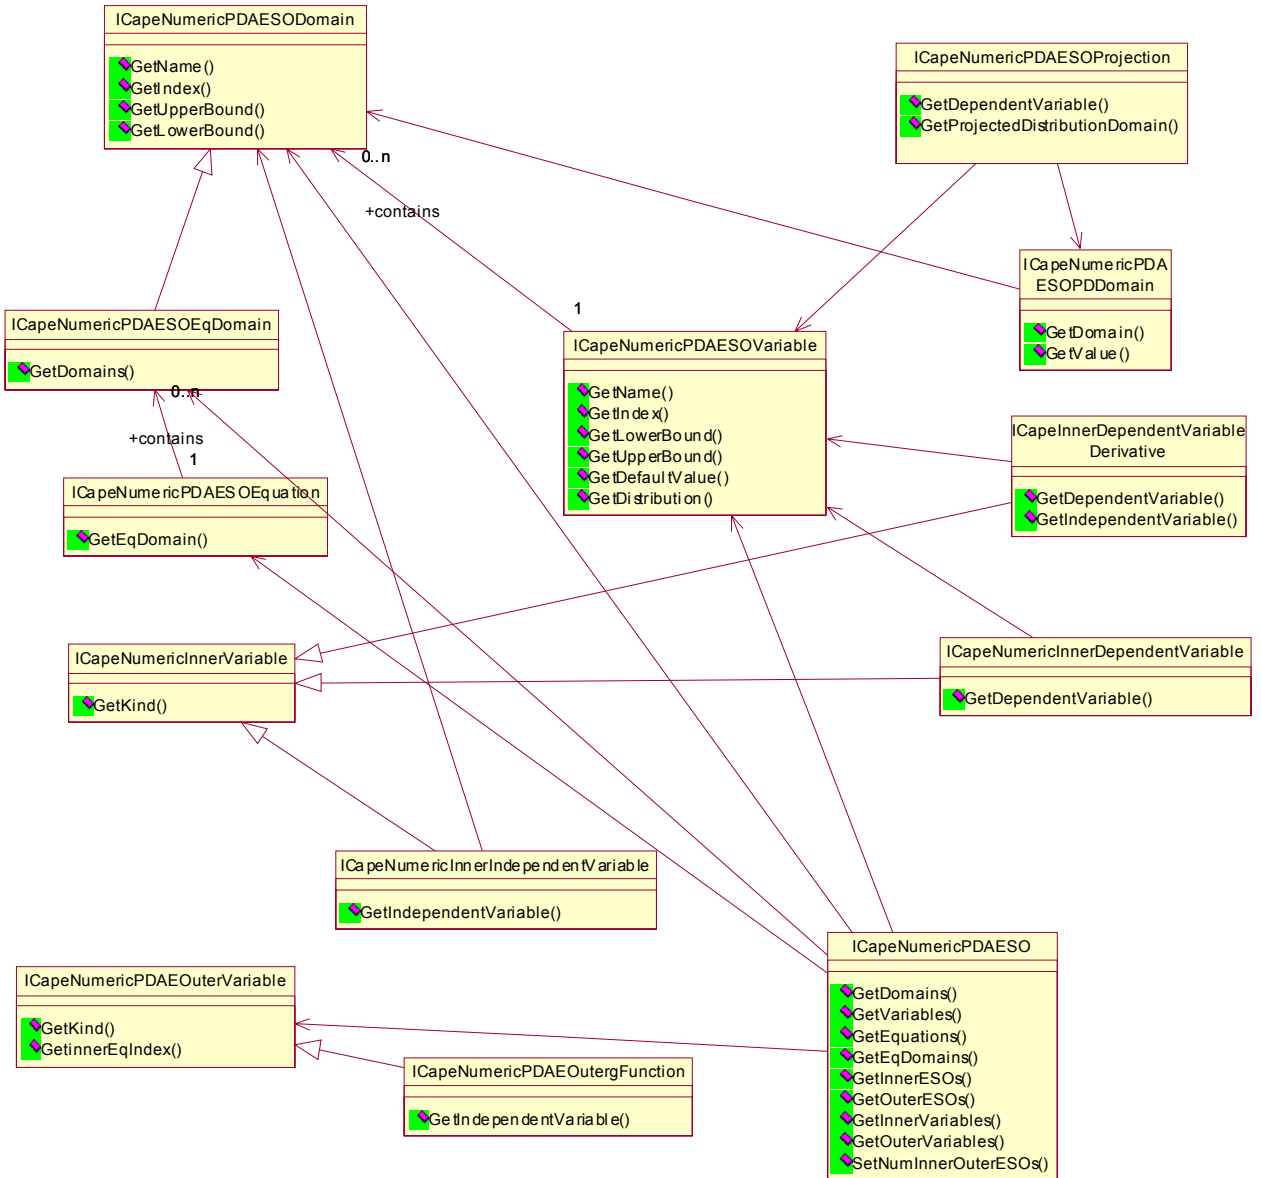 ICapeNumericPDAESODomain
GetName()
GetIndex()
GetUpperBound()
GetLowerBound()
ICapeNumericPDAESOProjection
GetDependentVariable()
GetProjectedDistributionDomain()
0..n
+contains
1
ICapeNumericPDA
ESOPDDomain
GetDomain()
GetValue()
ICapeNumericPDAESOEqDomain
GetDomains()
0..n
+contains
1
ICapeNumericPDAESOVariable
GetName()
GetIndex()
GetLowerBound()
GetUpperBound()
GetDefaultValue()
GetDistribution()
ICapeInnerDependentVariable
Derivative
GetDependentVariable()
GetIndependentVariable()
ICapeNumericPDAESOEquation
GetEqDomain()
ICapeNumericInnerVariable
GetKind()
ICapeNumericInnerDependentVariable
GetDependentVariable()
ICapeNumericInnerIndependentVariable
GetIndependentVariable()
ICapeNumericPDAEOuterVariable
GetKind()
GetinnerEqIndex()
ICapeNumericPDAEOutergFunction
GetIndependentVariable()
ICapeNumericPDAESO
GetDomains()
GetVariables()
GetEquations()
GetEqDomains()
GetInnerESOs()
GetOuterESOs()
GetInnerVariables()
GetOuterVariables()
SetNumInnerOuterESOs()